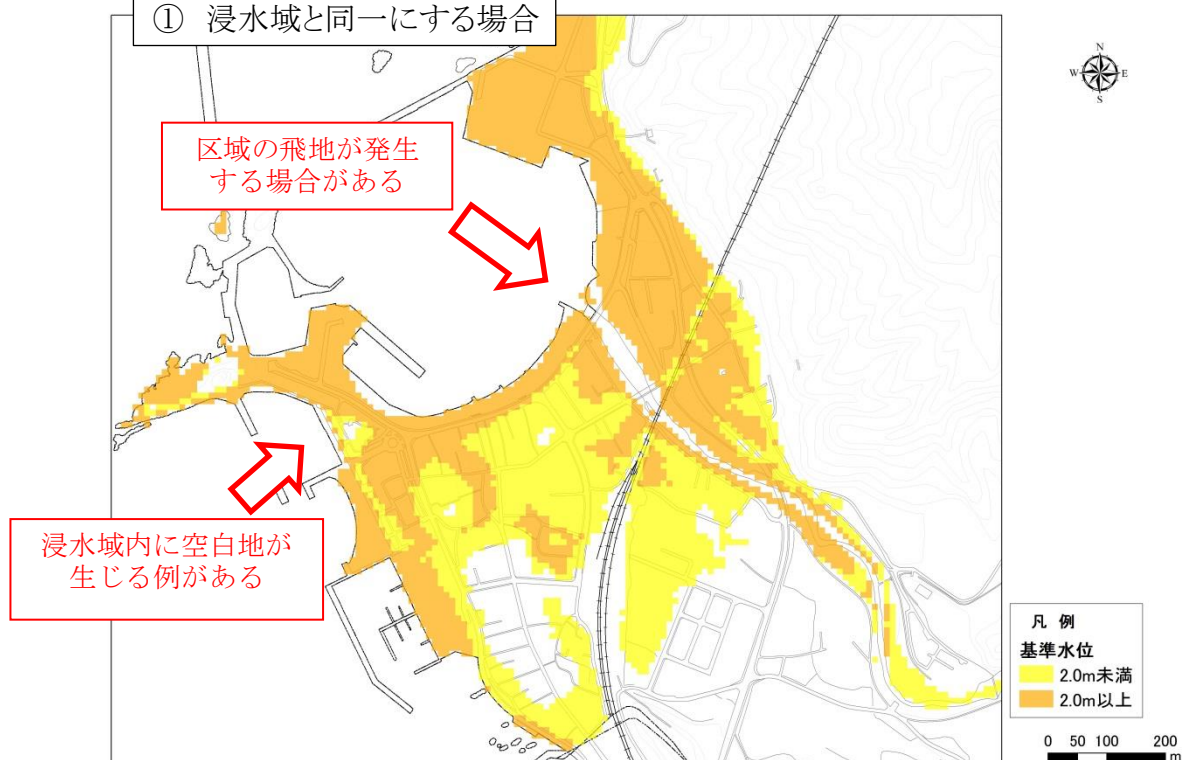 ① 浸水域と同一にする場合
N
W
E
S
区域の飛地が発生
する場合がある
浸水域内に空白地が
生じる例がある
凡 例
基準水位
2.0m未満
2.0m以上
0 50 100 200
m